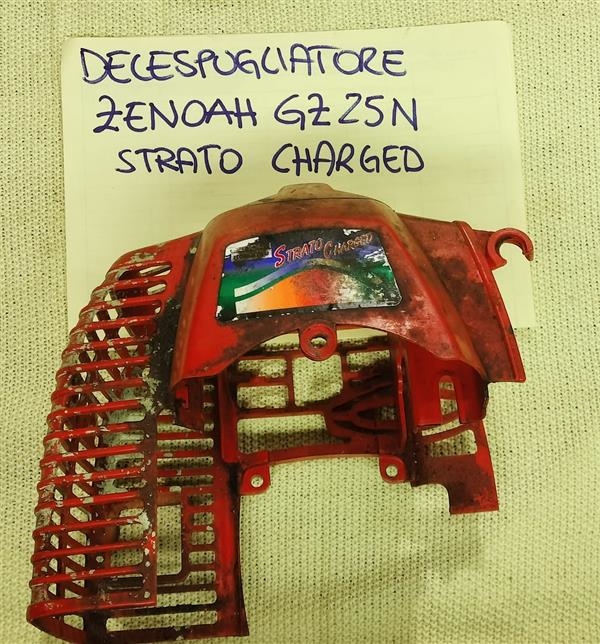 DECESPUGLIATORE
ZENOAH GZ25N
STRATO CHARGED
STRATO CHARGED